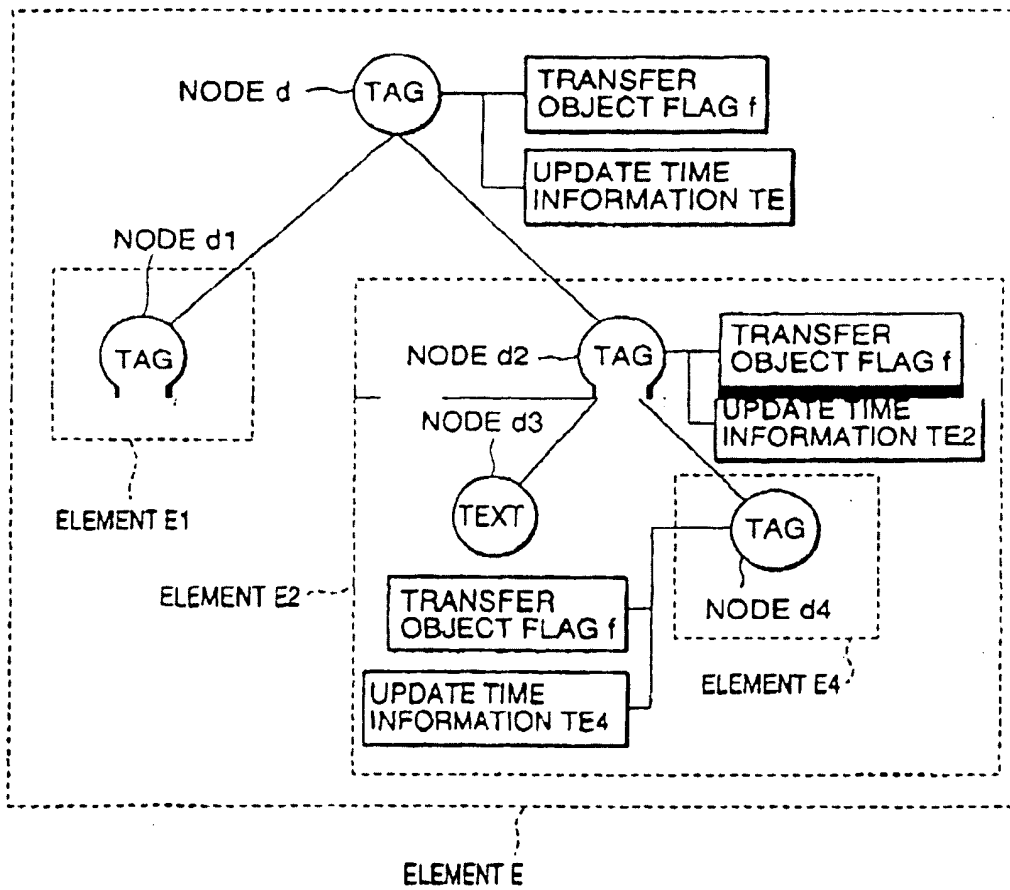 NODE d
TAG
TRANSFER
OBJECT FLAG f
UPDATE TIME
INFORMATION TE
NODE d1
TAG
ELEMENT E1
NODE d2
TAG
TRANSFER
OBJECT FLAG f
UPDATE TIME
INFORMATION TE2
NODE d3
TEXT
TAG
NODE d4
ELEMENT E2
TRANSFER
OBJECT FLAG f
UPDATE TIME
INFORMATION TE4
ELEMENT E4
ELEMENT E